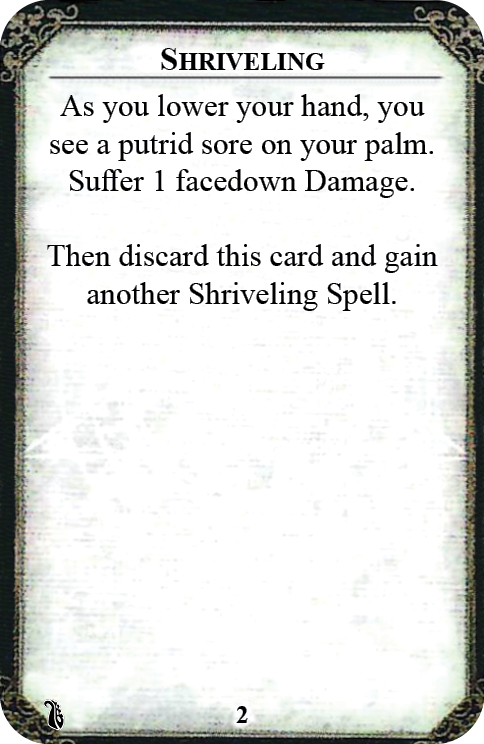 SHRIVELING
As you lower your hand, you
see a putrid sore on your palm.
Suffer 1 facedown Damage.
Then discard this card and gain
another Shriveling Spell.
2